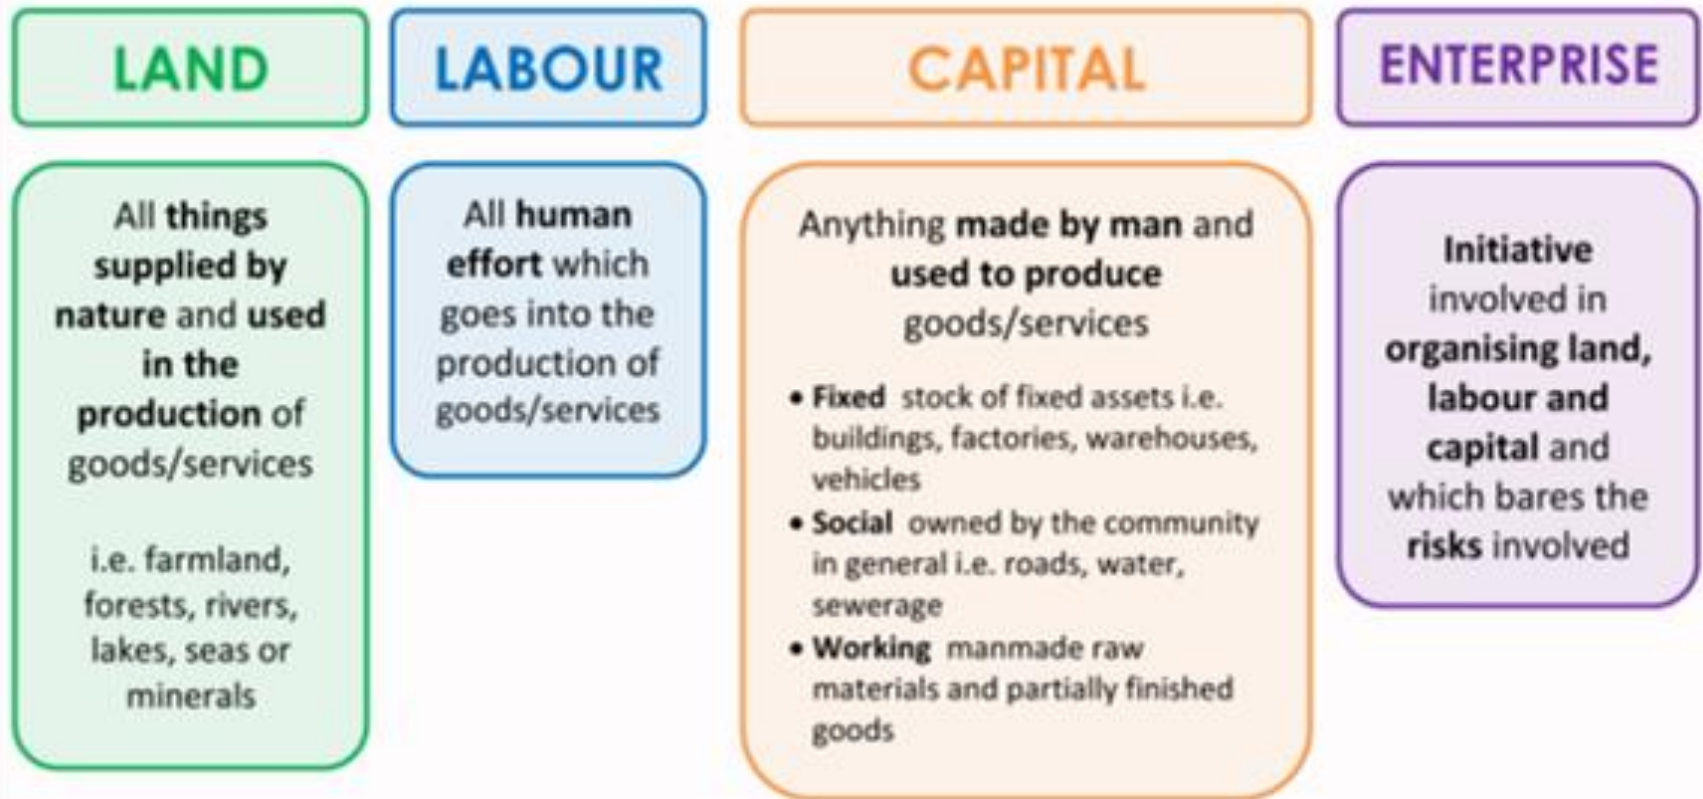 LAND
All things
supplied by
nature and used
in the
production of
goods/services
i.e. farmland,
forests, rivers,
lakes, seas or
minerals
LABOUR
All human
effort which
goes into the
production of
goods/services
CAPITAL
Anything made by man and
used to produce
goods/services
• Fixed stock of fixed assets i.e.
buildings, factories, warehouses,
vehicles
• Social owned by the community
in general i.e. roads, water,
sewerage
• Working manmade raw
materials and partially finished
goods
ENTERPRISE
Initiative
involved in
organising land,
labour and
capital and
which bares the
risks involved